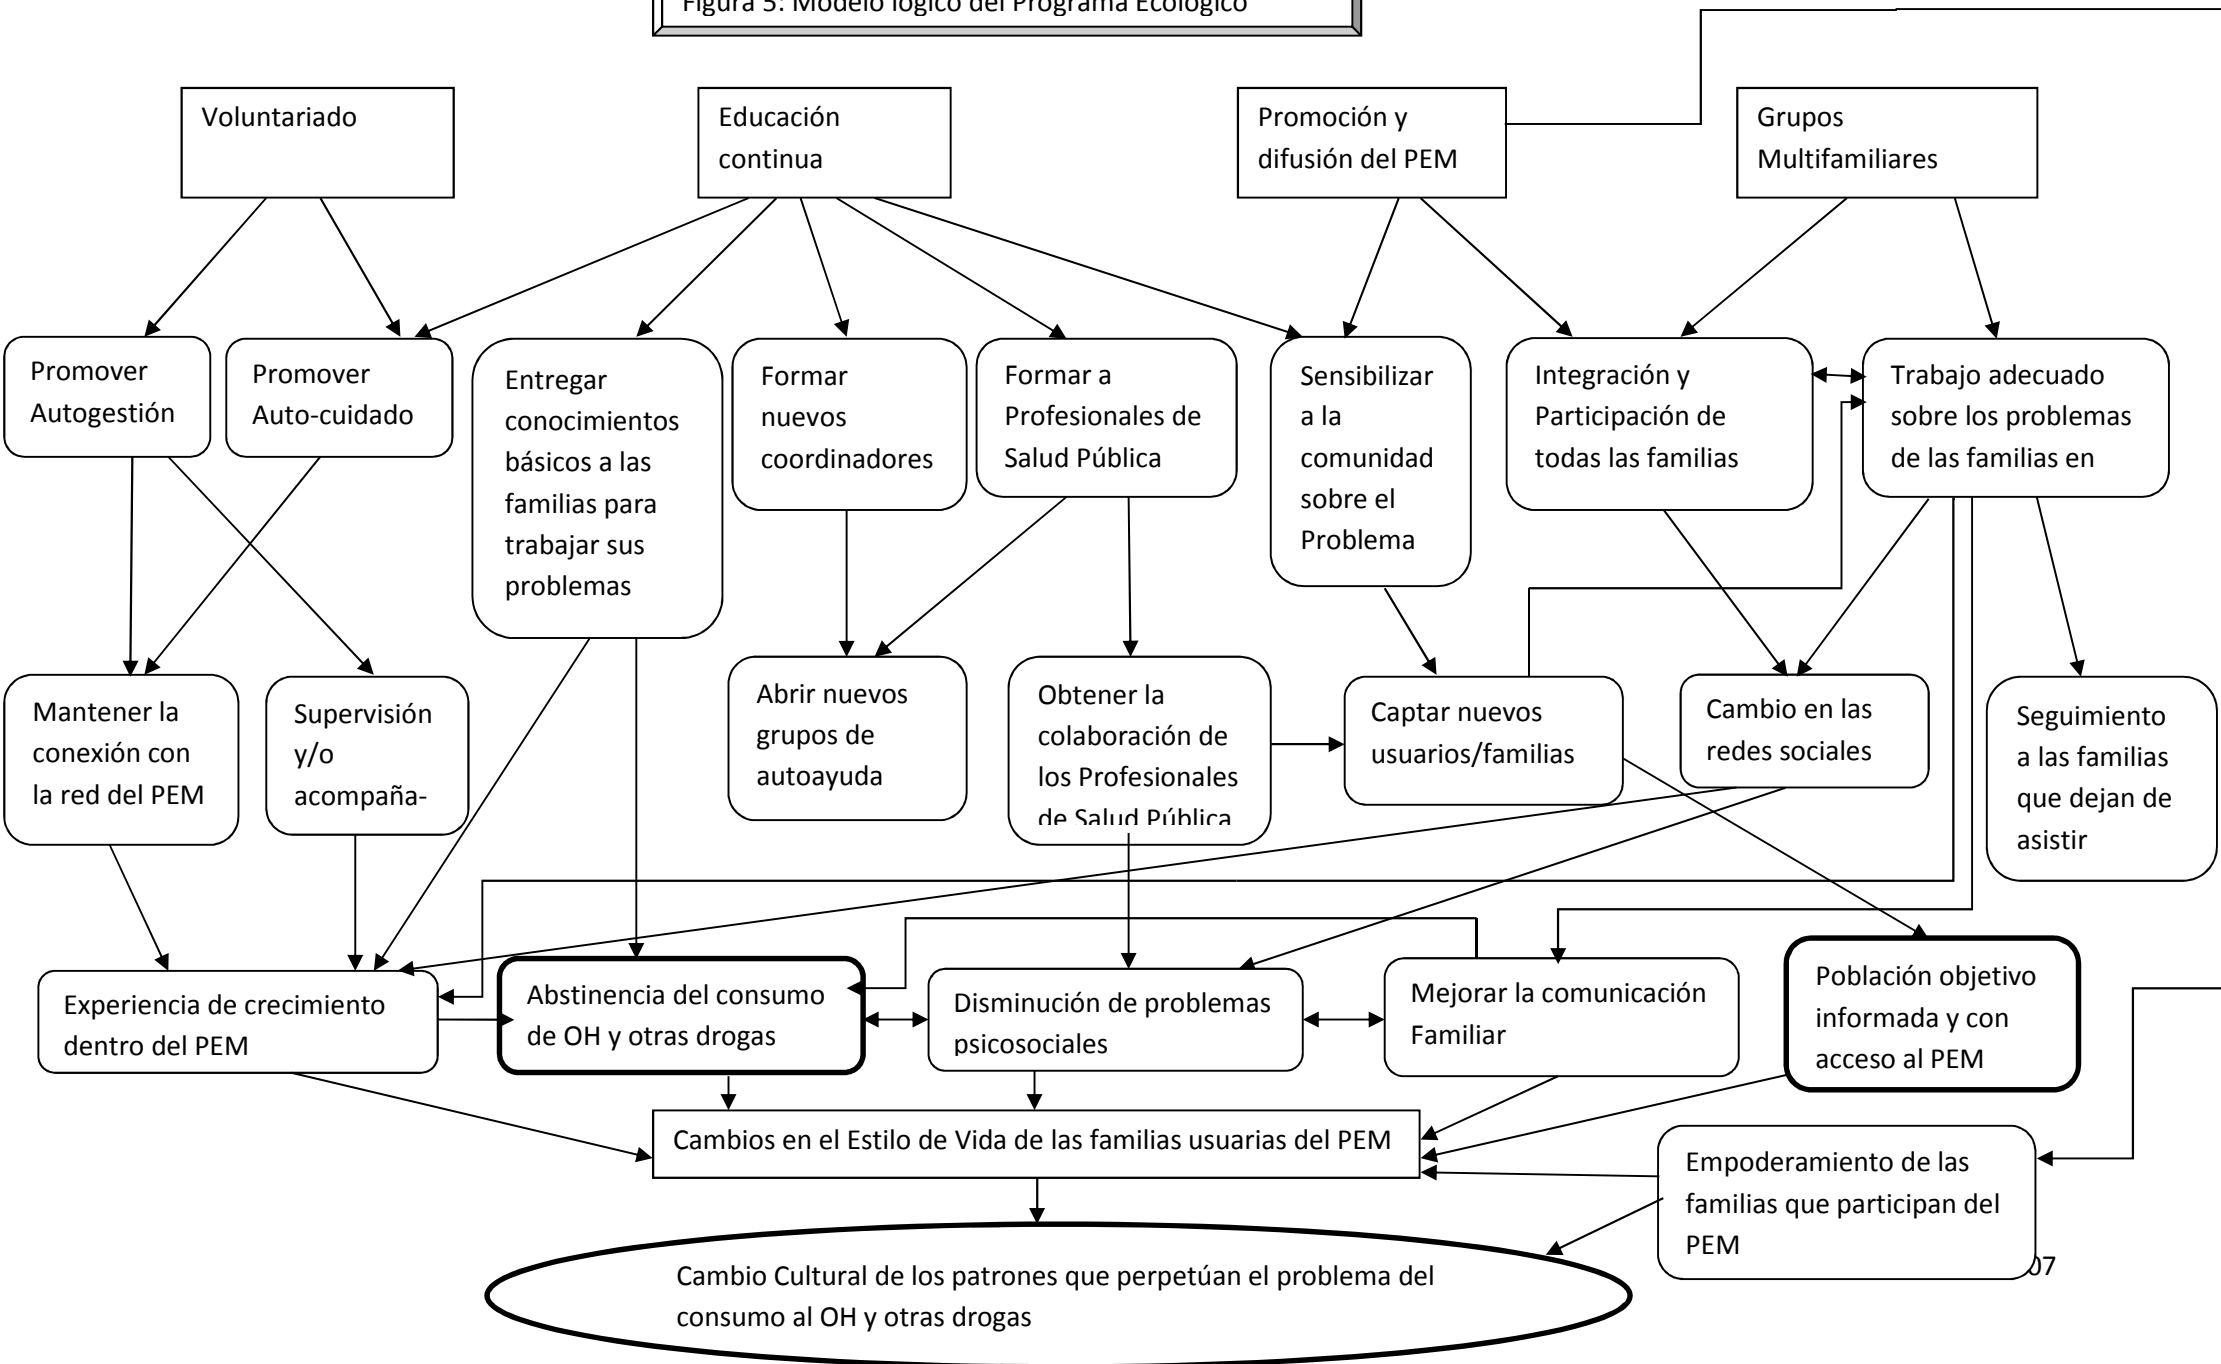 Figura 5: Modelo lógico del Programa Ecológico
Voluntariado
Educación
continua
Promoción y
difusión del PEM
Grupos
Multifamiliares
Promover
Autogestión
Promover
Auto-cuidado
Entregar
conocimientos
básicos a las
familias para
trabajar sus
problemas
Formar
nuevos
coordinadores
Formar a
Profesionales de
Salud Pública
Sensibilizar
a la
comunidad
sobre el
Problema
Integración y
Participación de
todas las familias
Trabajo adecuado
sobre los problemas
de las familias en
Mantener la
conexión con
la red del PEM
Supervisión
y/o
acompaña-
Abrir nuevos
grupos de
autoayuda
Obtener la
colaboración de
los Profesionales
de Salud Pública
Captar nuevos
usuarios/familias
Cambio en las
redes sociales
Seguimiento
a las familias
que dejan de
asistir
Experiencia de crecimiento
dentro del PEM
Abstinencia del consumo
de OH y otras drogas
Disminución de problemas
psicosociales
Mejorar la comunicación
Familiar
Población objetivo
informada y con
acceso al PEM
Cambios en el Estilo de Vida de las familias usuarias del PEM
Empoderamiento de las
familias que participan del
PEM
07
Cambio Cultural de los patrones que perpetúan el problema del
consumo al OH y otras drogas